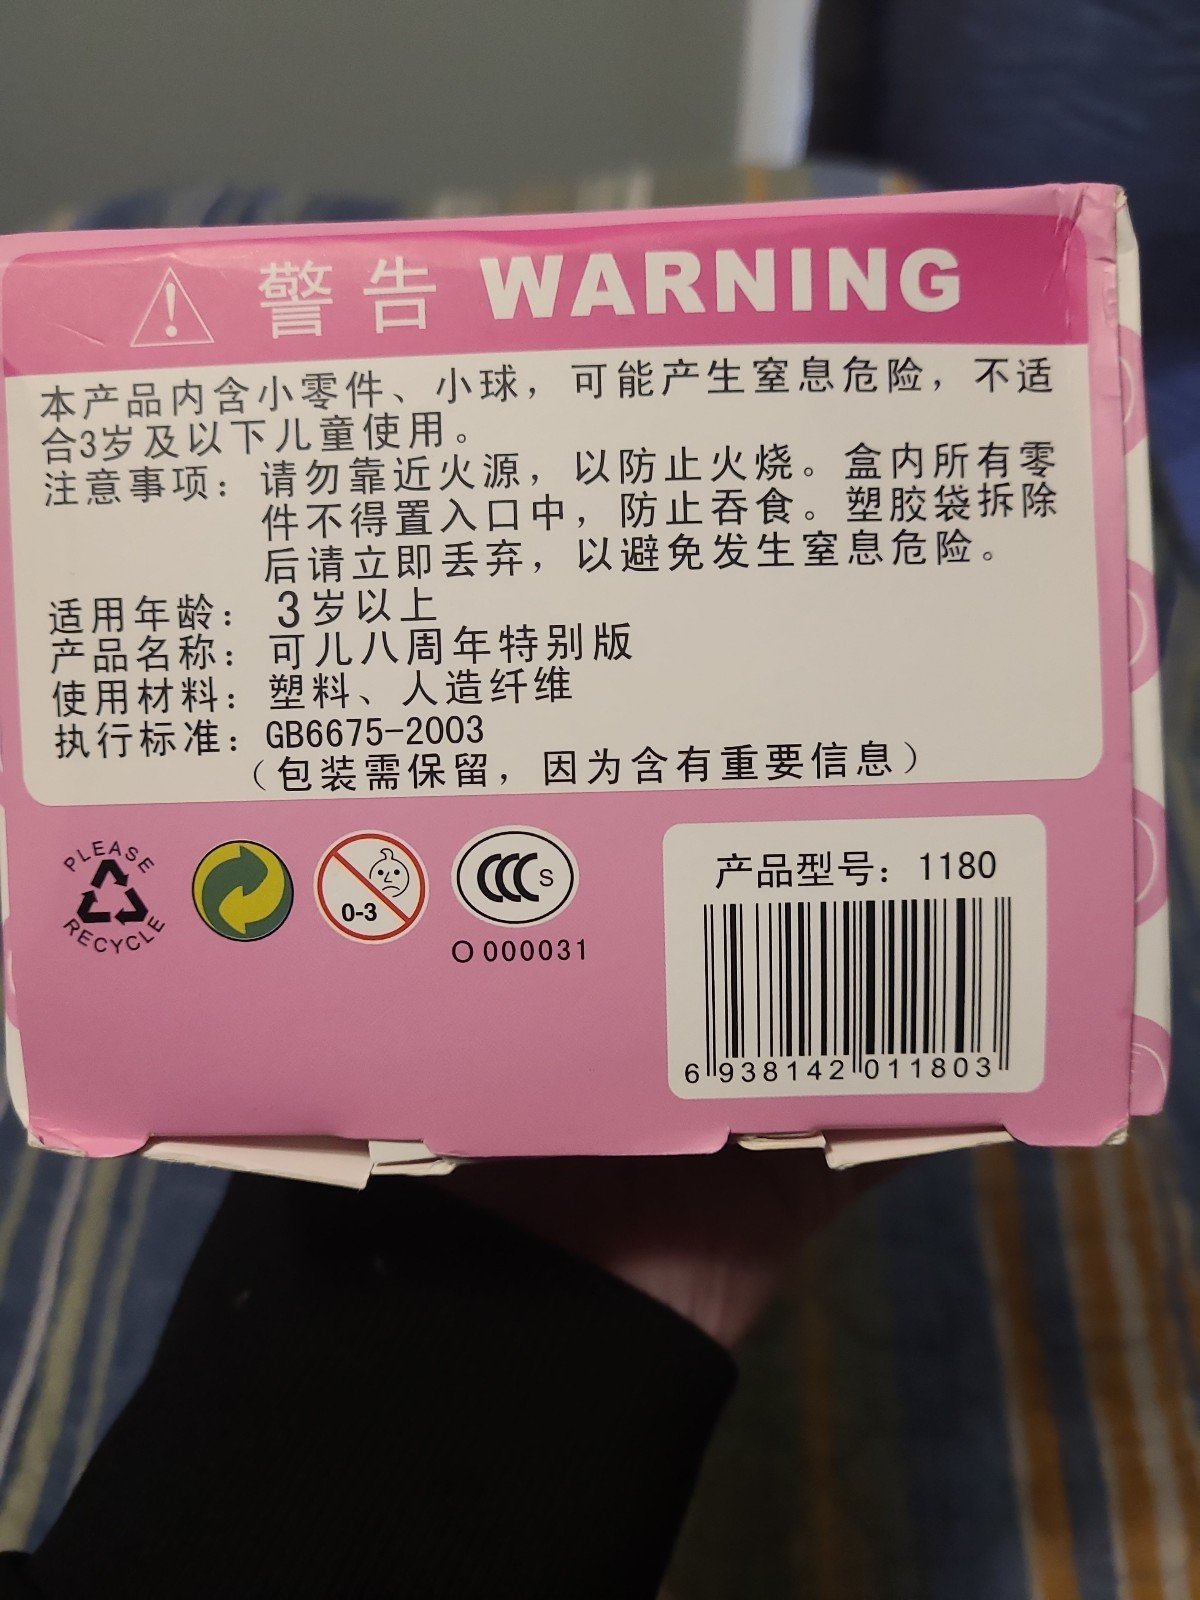 警告 WARNING
本产品内含小零件、小球，可能产生窒息危险，不适
合3岁及以下儿童使用。
注意事项：请勿靠近火源，以防止火烧。盒内所有零
件不得置入口中，防止吞食。塑胶袋拆除
后请立即丢弃，以避免发生窒息危险。
适用年龄：3岁以上
产品名称：可儿八周年特别版
使用材料：塑料、人造纤维
执行标准：GB6675-2003
（包装需保留，因为含有重要信息）
PLEASE
RECYCLE
0-3
CCC S
O 000031
产品型号：1180
6 938142 011803